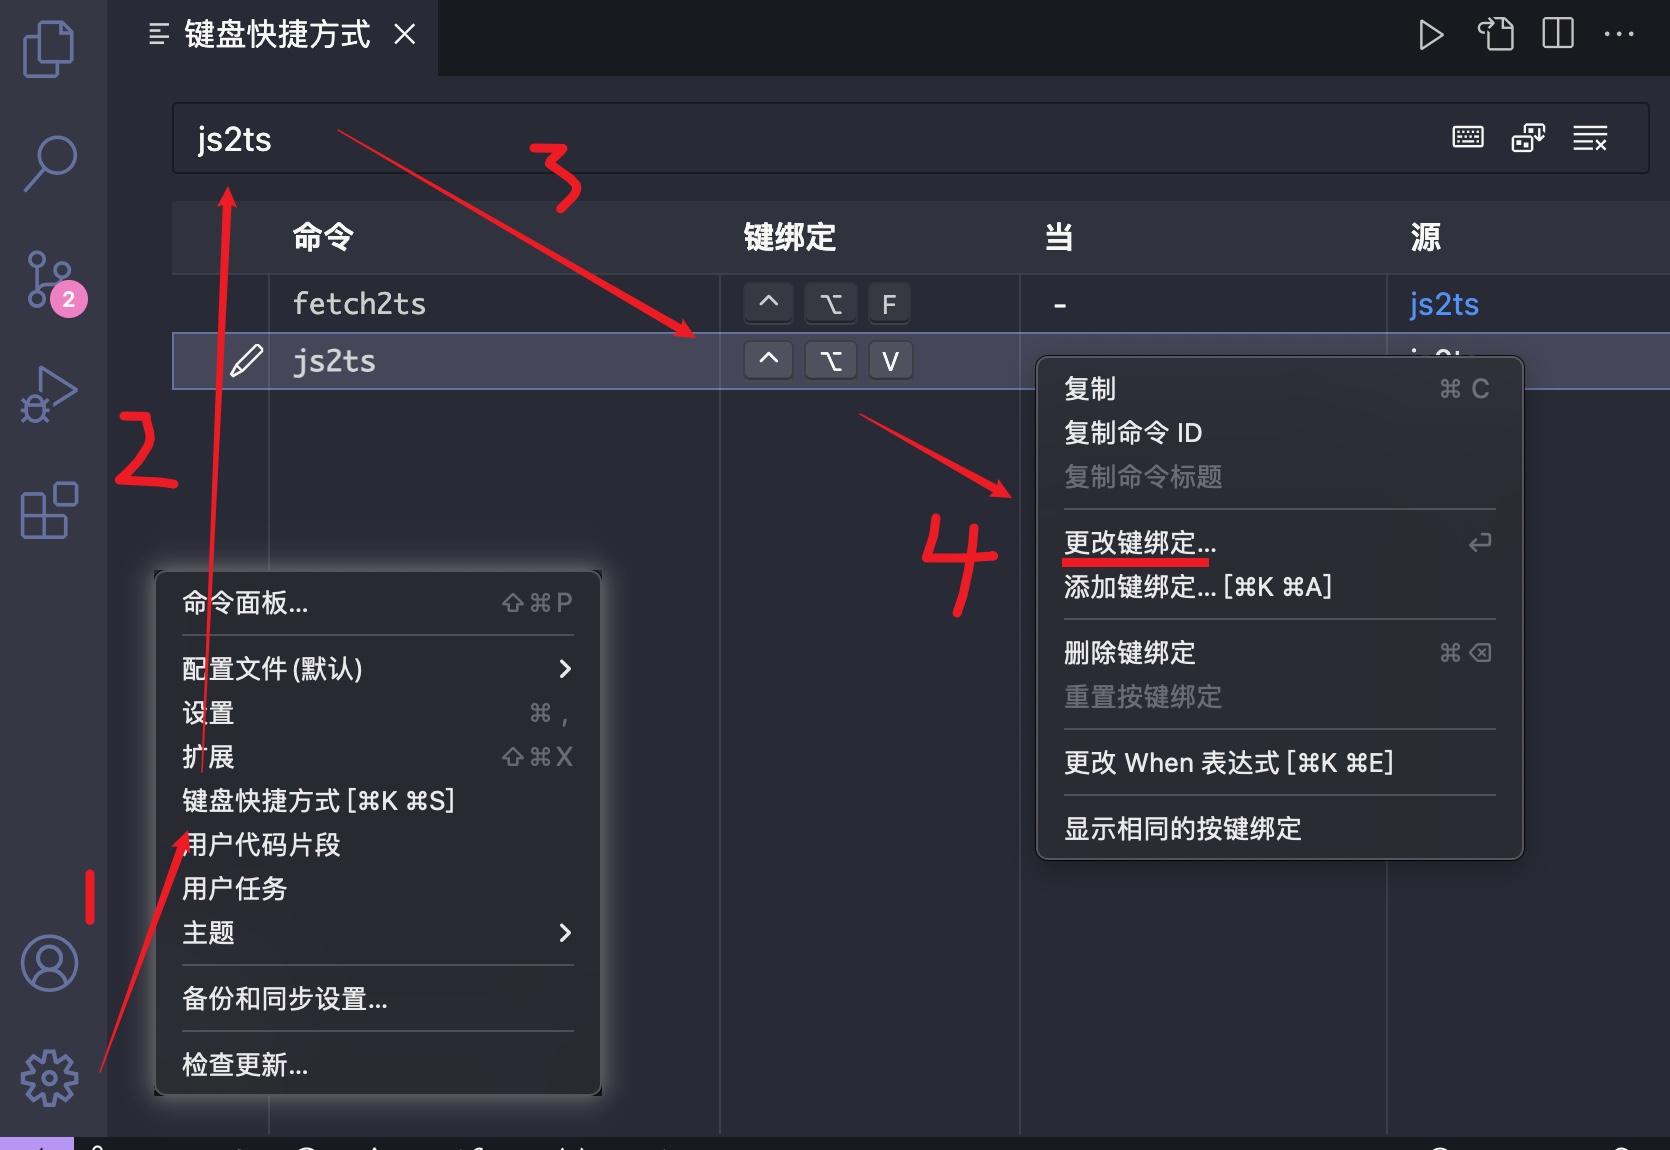 键盘快捷方式
js2ts
3
命令 键绑定 当 源
fetch2ts ^ ⌥ F - js2ts
js2ts ^ ⌥ V
2
4
1
命令面板... ⇧⌘P
配置文件 (默认)
设置 ⌘ ,
扩展 ⇧⌘X
键盘快捷方式 [⌘K ⌘S]
用户代码片段
用户任务
主题
备份和同步设置...
检查更新...
复制 ⌘ C
复制命令 ID
复制命令标题
更改键绑定...
添加键绑定... [⌘K ⌘A]
删除键绑定 ⌘ ⌫
重置按键绑定
更改 When 表达式 [⌘K ⌘E]
显示相同的按键绑定
2